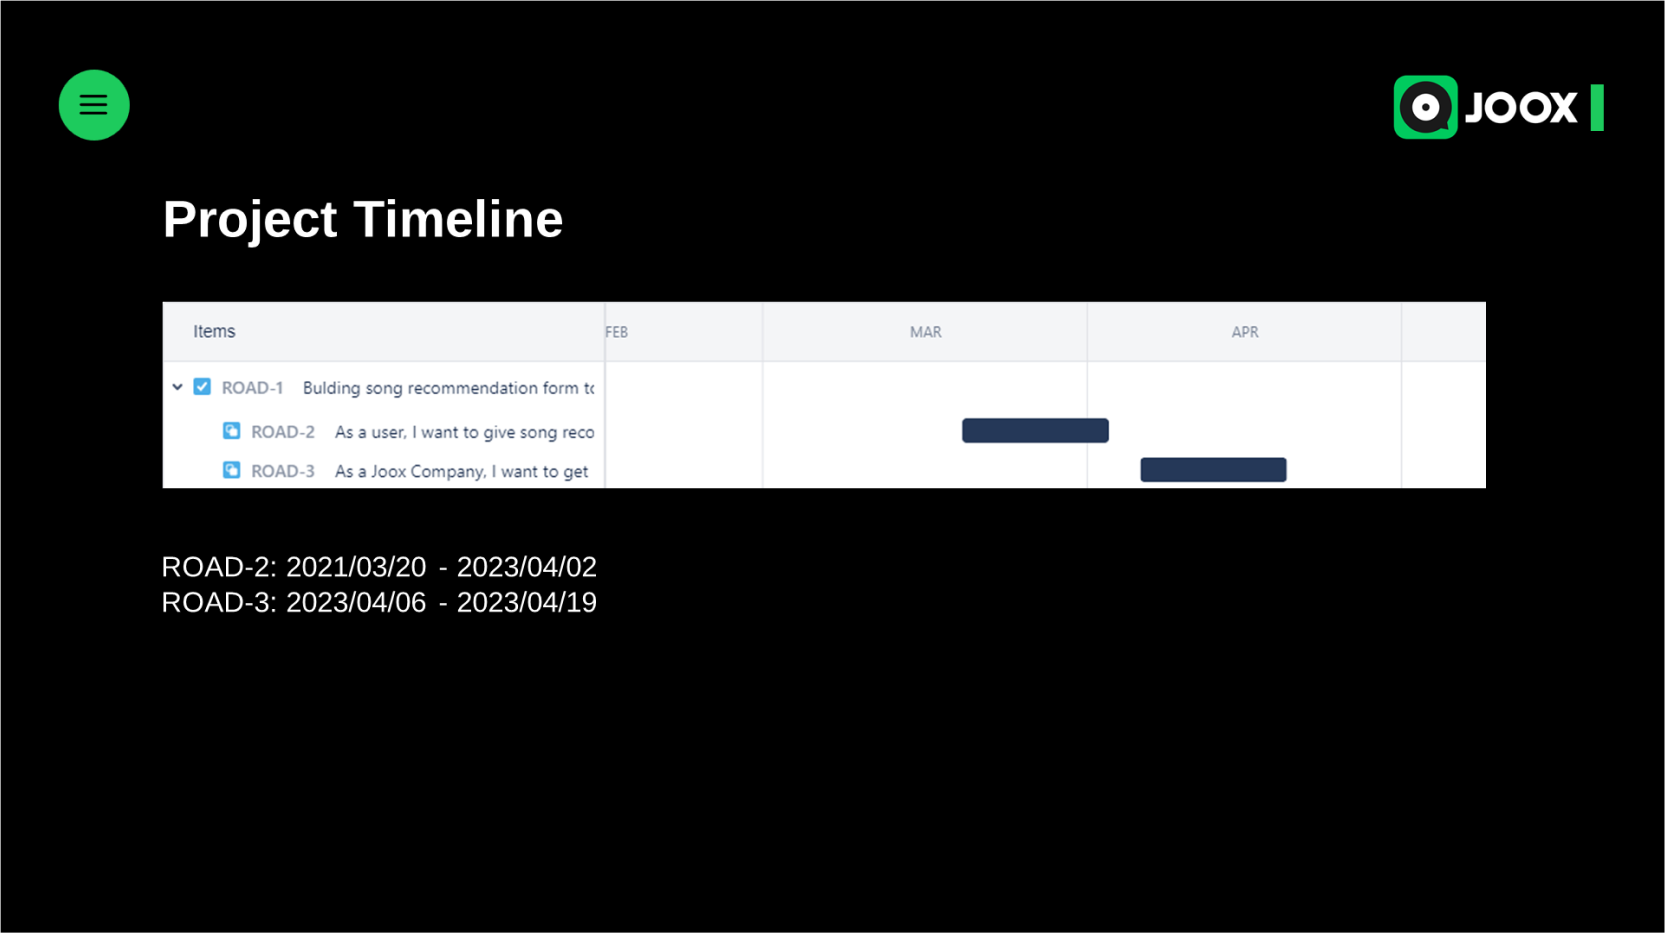 JOOX
Project Timeline
Items FEB MAR APR
ROAD-1 Bulding song recommendation form to
ROAD-2 As a user, I want to give song reco
ROAD-3 As a Joox Company, I want to get
ROAD-2: 2021/03/20 - 2023/04/02
ROAD-3: 2023/04/06 - 2023/04/19